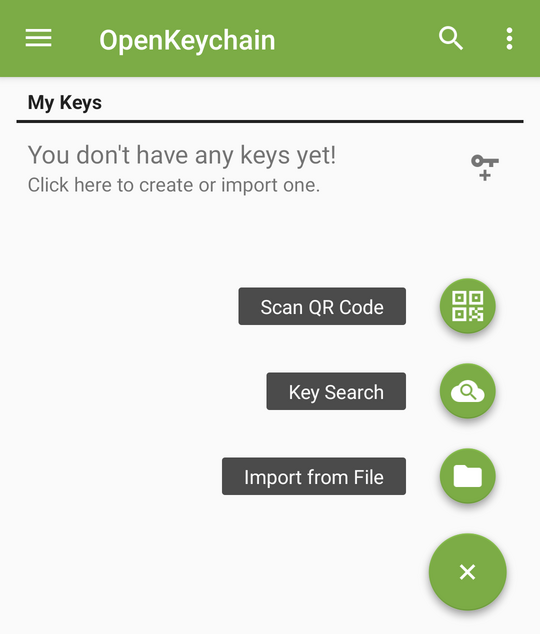 OpenKeychain
My Keys
You don't have any keys yet!
Click here to create or import one.
Scan QR Code
Key Search
Import from File